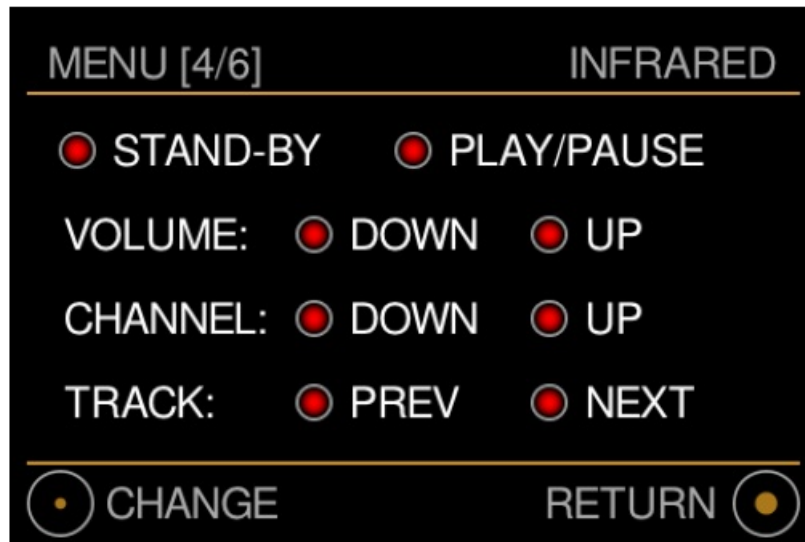 MENU [4/6] INFRARED
STAND-BY PLAY/PAUSE
VOLUME: DOWN UP
CHANNEL: DOWN UP
TRACK: PREV NEXT
CHANGE RETURN